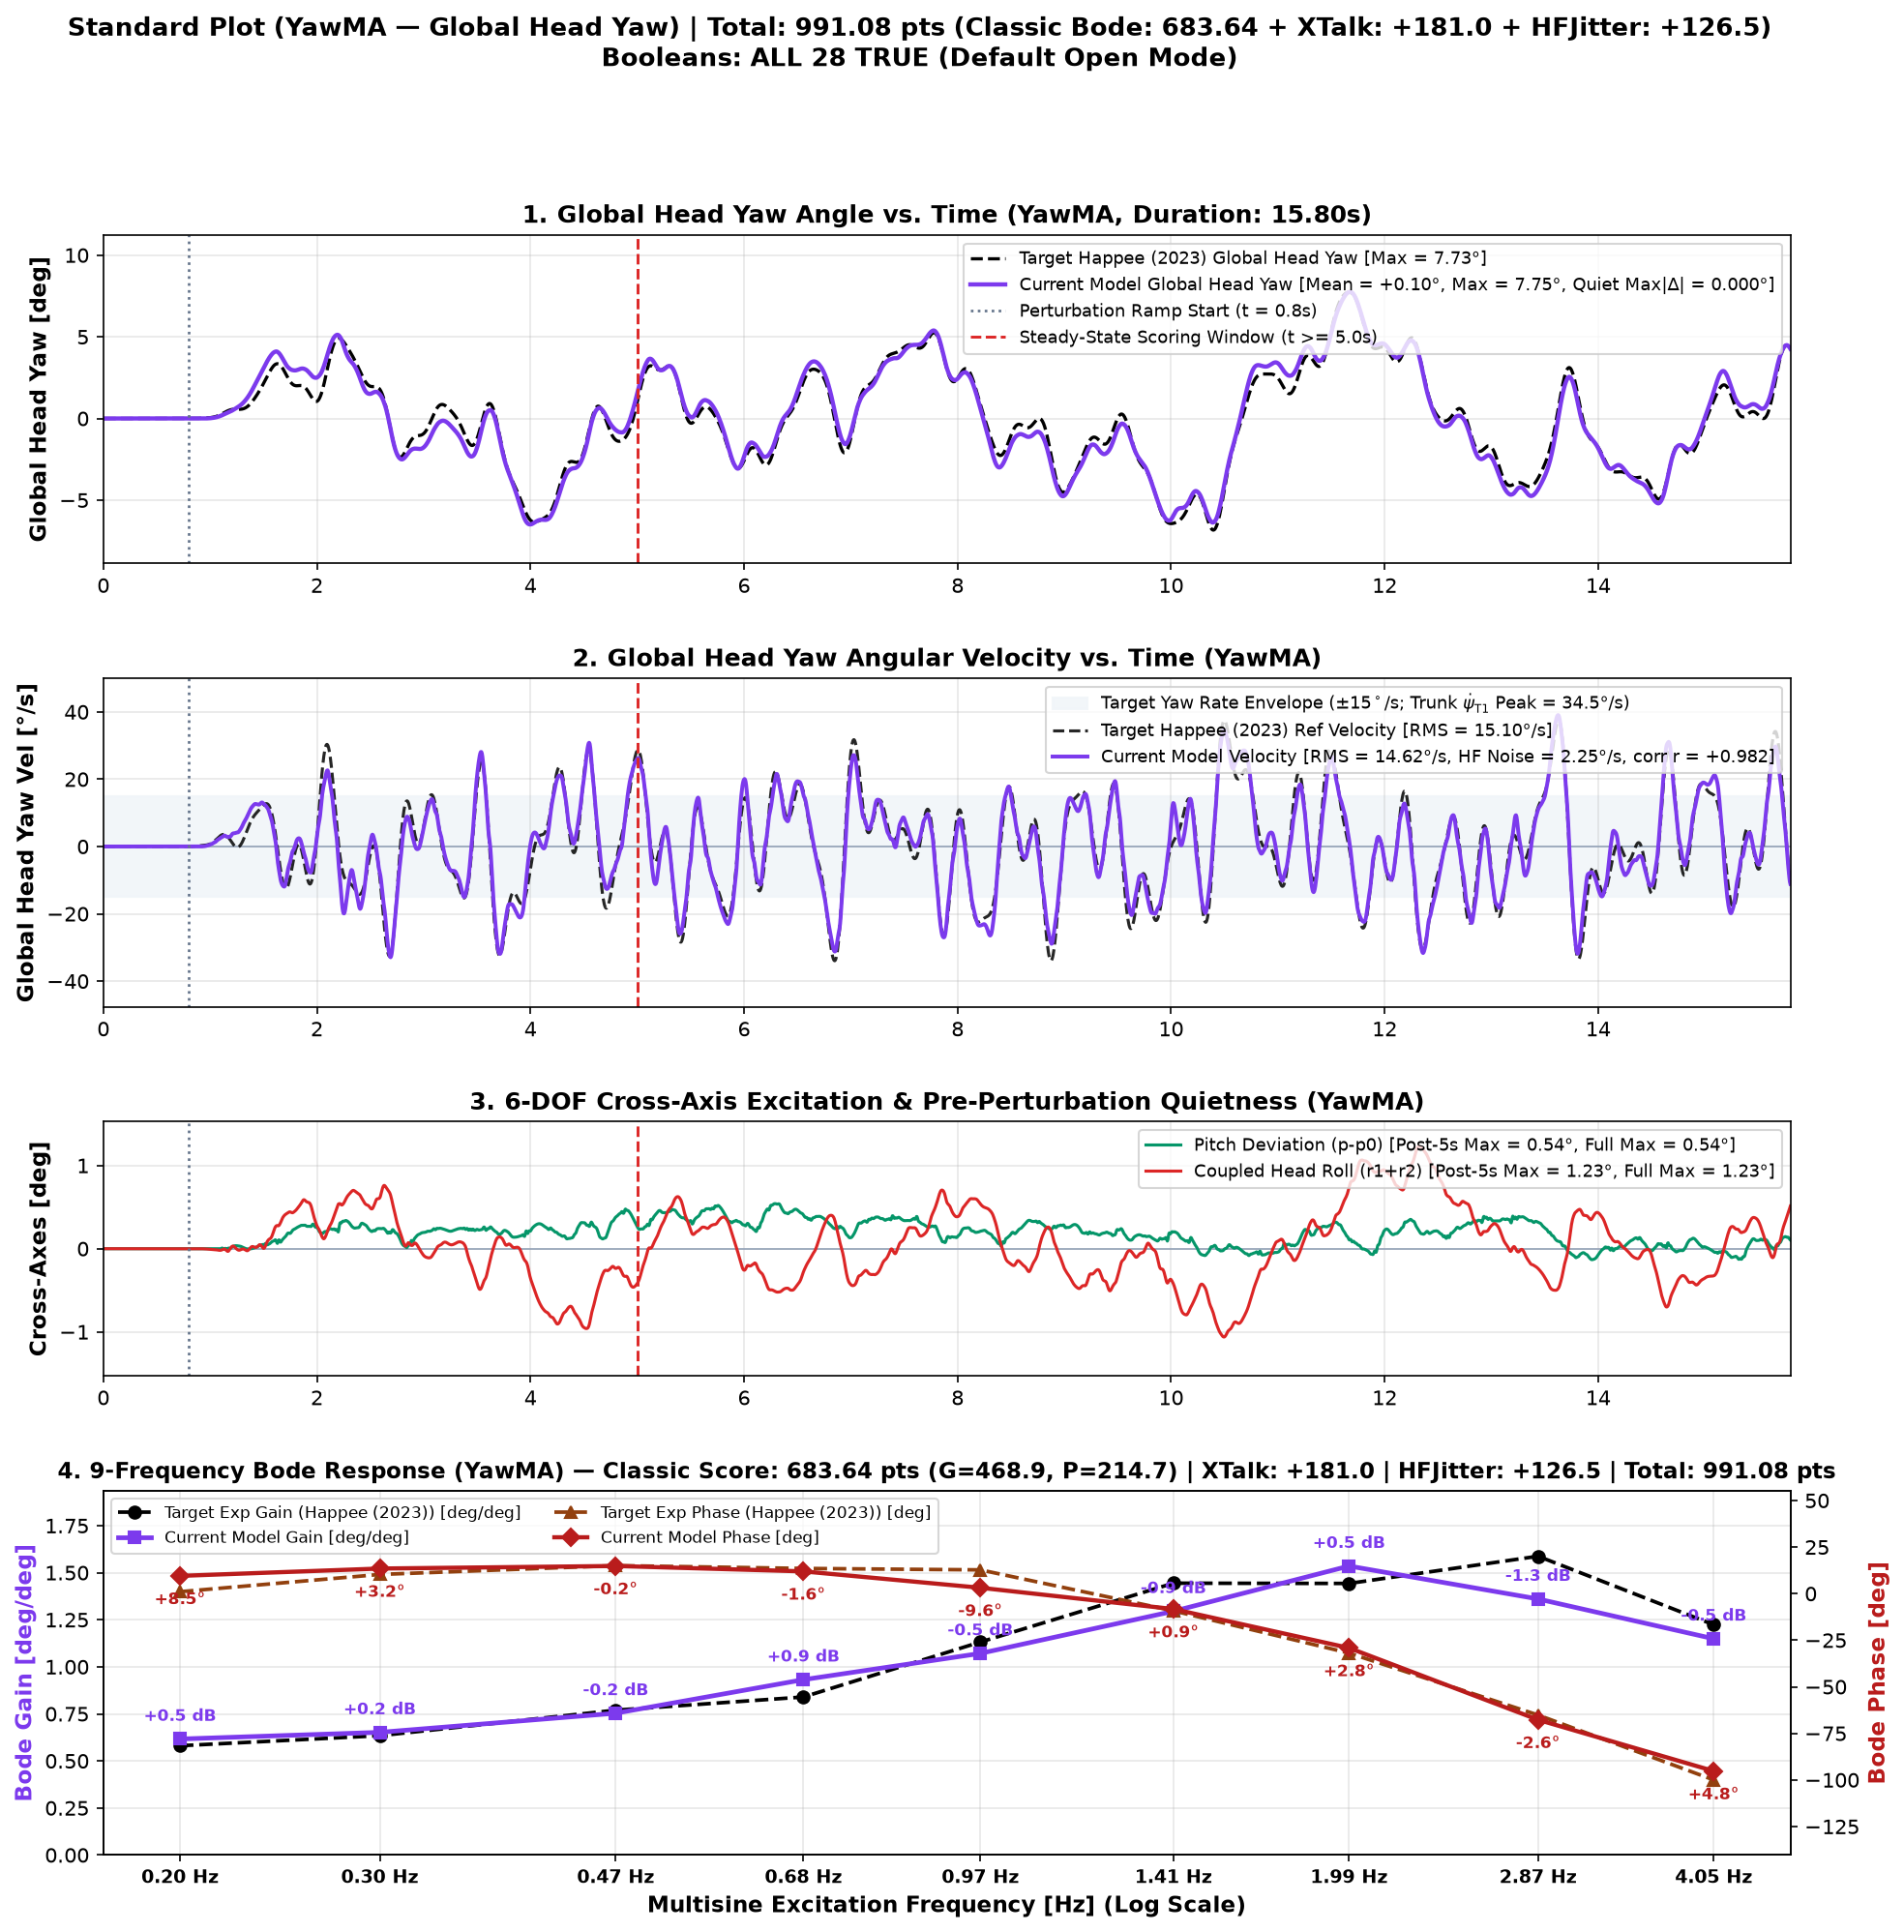 Standard Plot (YawMA — Global Head Yaw) | Total: 991.08 pts (Classic Bode: 683.64 + XTalk: +181.0 + HFJitter: +126.5)
Booleans: ALL 28 TRUE (Default Open Mode)
1. Global Head Yaw Angle vs. Time (YawMA, Duration: 15.80s)
Global Head Yaw [deg]
10
5
0
−5
Target Happee (2023) Global Head Yaw [Max = 7.73°]
Current Model Global Head Yaw [Mean = +0.10°, Max = 7.75°, Quiet Max|Δ| = 0.000°]
Perturbation Ramp Start (t = 0.8s)
Steady-State Scoring Window (t >= 5.0s)
0 2 4 6 8 10 12 14
2. Global Head Yaw Angular Velocity vs. Time (YawMA)
Global Head Yaw Vel [°/s]
40
20
0
−20
−40
Target Yaw Rate Envelope (±15°/s; Trunk ψ̇T1 Peak = 34.5°/s)
Target Happee (2023) Ref Velocity [RMS = 15.10°/s]
Current Model Velocity [RMS = 14.62°/s, HF Noise = 2.25°/s, corr r = +0.982]
0 2 4 6 8 10 12 14
3. 6-DOF Cross-Axis Excitation & Pre-Perturbation Quietness (YawMA)
Cross-Axes [deg]
1
0
−1
Pitch Deviation (p-p0) [Post-5s Max = 0.54°, Full Max = 0.54°]
Coupled Head Roll (r1+r2) [Post-5s Max = 1.23°, Full Max = 1.23°]
0 2 4 6 8 10 12 14
4. 9-Frequency Bode Response (YawMA) — Classic Score: 683.64 pts (G=468.9, P=214.7) | XTalk: +181.0 | HFJitter: +126.5 | Total: 991.08 pts
Bode Gain [deg/deg]
1.75
1.50
1.25
1.00
0.75
0.50
0.25
0.00
Target Exp Gain (Happee (2023)) [deg/deg]
Current Model Gain [deg/deg]
Target Exp Phase (Happee (2023)) [deg]
Current Model Phase [deg]
+0.5 dB
+0.2 dB
-0.2 dB
+0.9 dB
-0.5 dB
-0.9 dB
+0.5 dB
-1.3 dB
-0.5 dB
+8.5°
+3.2°
-0.2°
-1.6°
-9.6°
+0.9°
+2.8°
-2.6°
+4.8°
50
25
0
−25
−50
−75
−100
−125
Bode Phase [deg]
0.20 Hz 0.30 Hz 0.47 Hz 0.68 Hz 0.97 Hz 1.41 Hz 1.99 Hz 2.87 Hz 4.05 Hz
Multisine Excitation Frequency [Hz] (Log Scale)